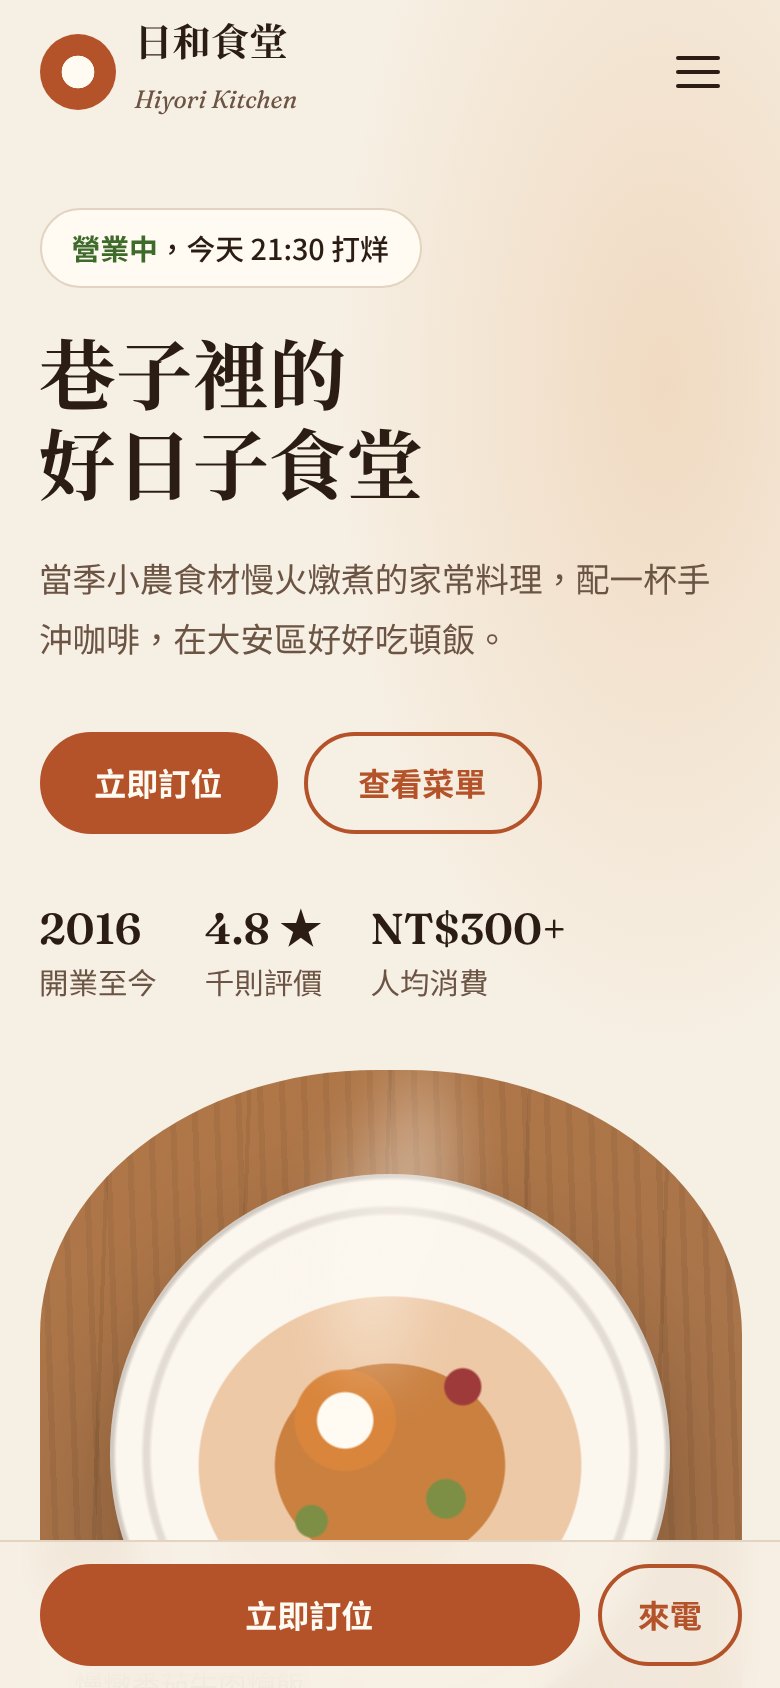 日和食堂
Hiyori Kitchen
營業中，今天 21:30 打烊
巷子裡的
好日子食堂
當季小農食材慢火燉煮的家常料理，配一杯手
沖咖啡，在大安區好好吃頓飯。
立即訂位
查看菜單
2016
4.8 ★
NT$300+
開業至今
千則評價
人均消費
立即訂位
來電